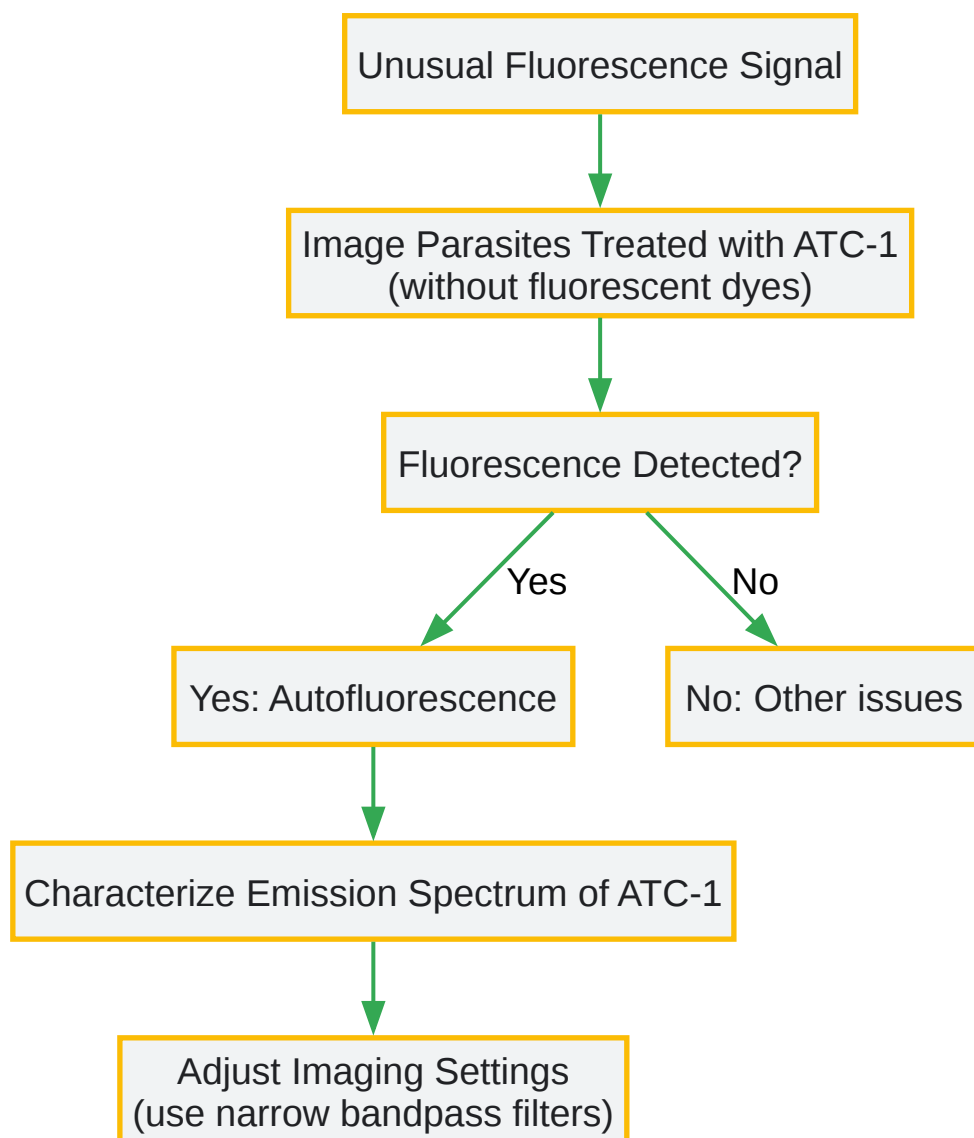 Unusual Fluorescence Signal
Image Parasites Treated with ATC-1
(without fluorescent dyes)
Fluorescence Detected?
Yes
No
Yes: Autofluorescence
No: Other issues
Characterize Emission Spectrum of ATC-1
Adjust Imaging Settings
(use narrow bandpass filters)